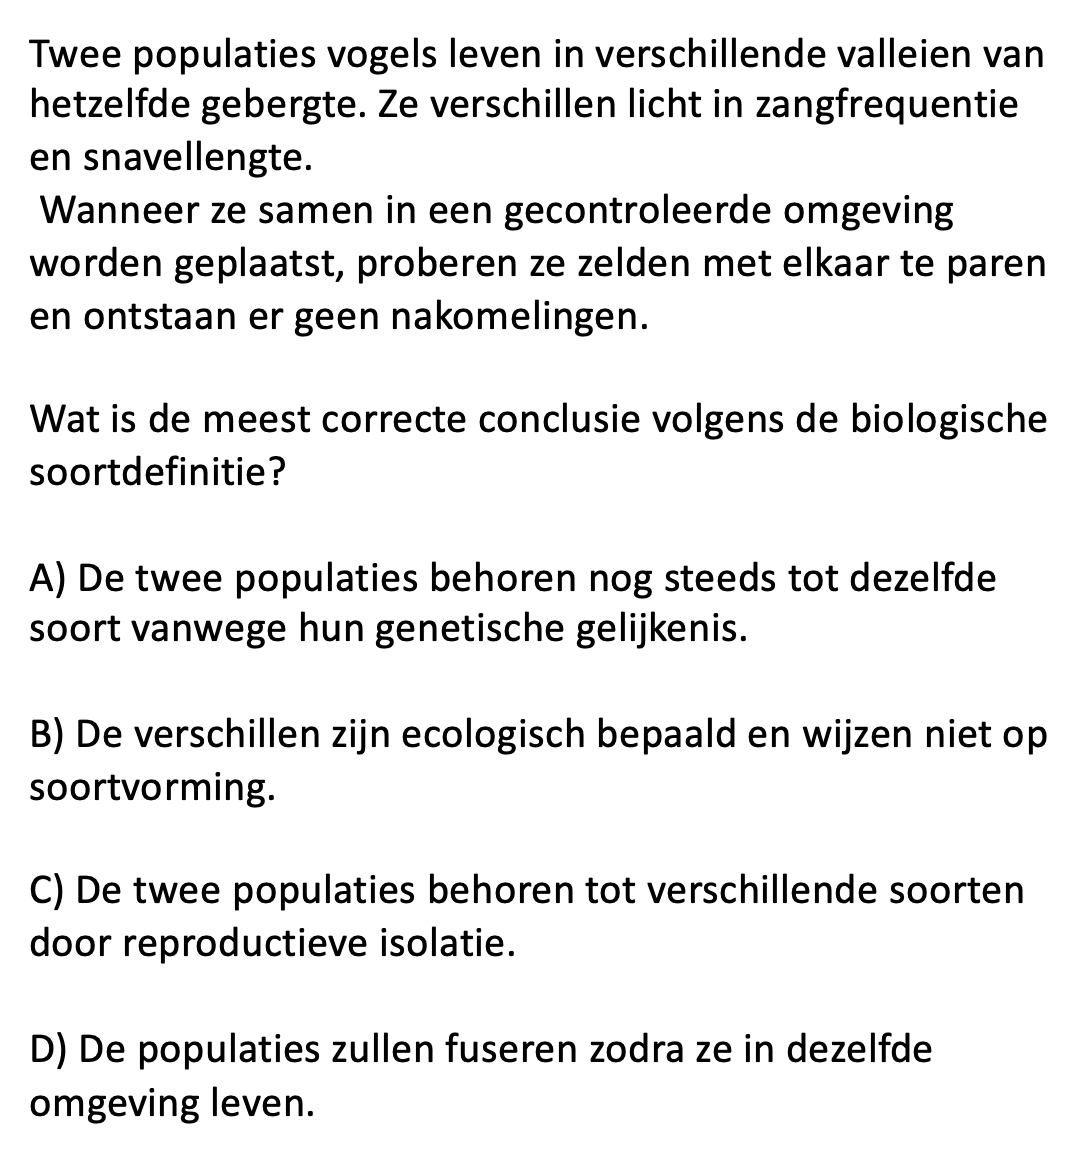 Twee populaties vogels leven in verschillende valleien van
hetzelfde gebergte. Ze verschillen licht in zangfrequentie
en snavellengte.
Wanneer ze samen in een gecontroleerde omgeving
worden geplaatst, proberen ze zelden met elkaar te paren
en ontstaan er geen nakomelingen.
Wat is de meest correcte conclusie volgens de biologische
soortdefinitie?
A) De twee populaties behoren nog steeds tot dezelfde
soort vanwege hun genetische gelijkenis.
B) De verschillen zijn ecologisch bepaald en wijzen niet op
soortvorming.
C) De twee populaties behoren tot verschillende soorten
door reproductieve isolatie.
D) De populaties zullen fuseren zodra ze in dezelfde
omgeving leven.